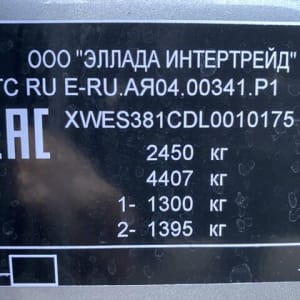 ООО "ЭЛЛАДА ИНТЕРТРЕЙД"
ТС RU E-RU.АЯ04.00341.Р1
ЕАС XWES381CDL0010175
2450 кг
4407 кг
1- 1300 кг
2- 1395 кг